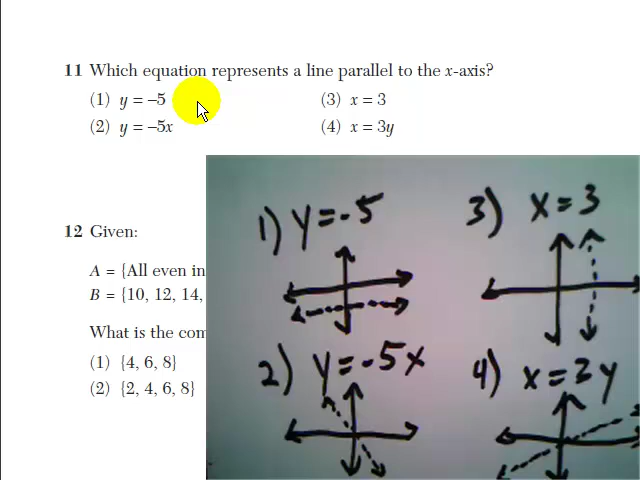 11 Which equation represents a line parallel to the x-axis?
(1) y = –5 (3) x = 3
(2) y = –5x (4) x = 3y
12 Given:
A = {All even in
B = {10, 12, 14,
What is the com
(1) {4, 6, 8}
(2) {2, 4, 6, 8}
1) y=-5 3) x=3
2) y=-5x 4) x=3y